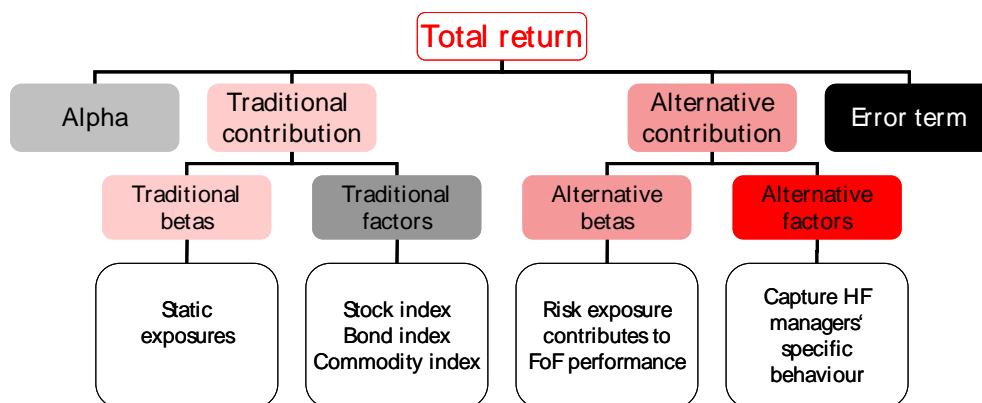 Total return
Alpha
Traditional
contribution
Alternative
contribution
Error term
Traditional
betas
Traditional
factors
Alternative
betas
Alternative
factors
Static
exposures
Stock index
Bond index
Commodity index
Risk exposure
contributes to
FoF performance
Capture HF
managers‘
specific
behaviour